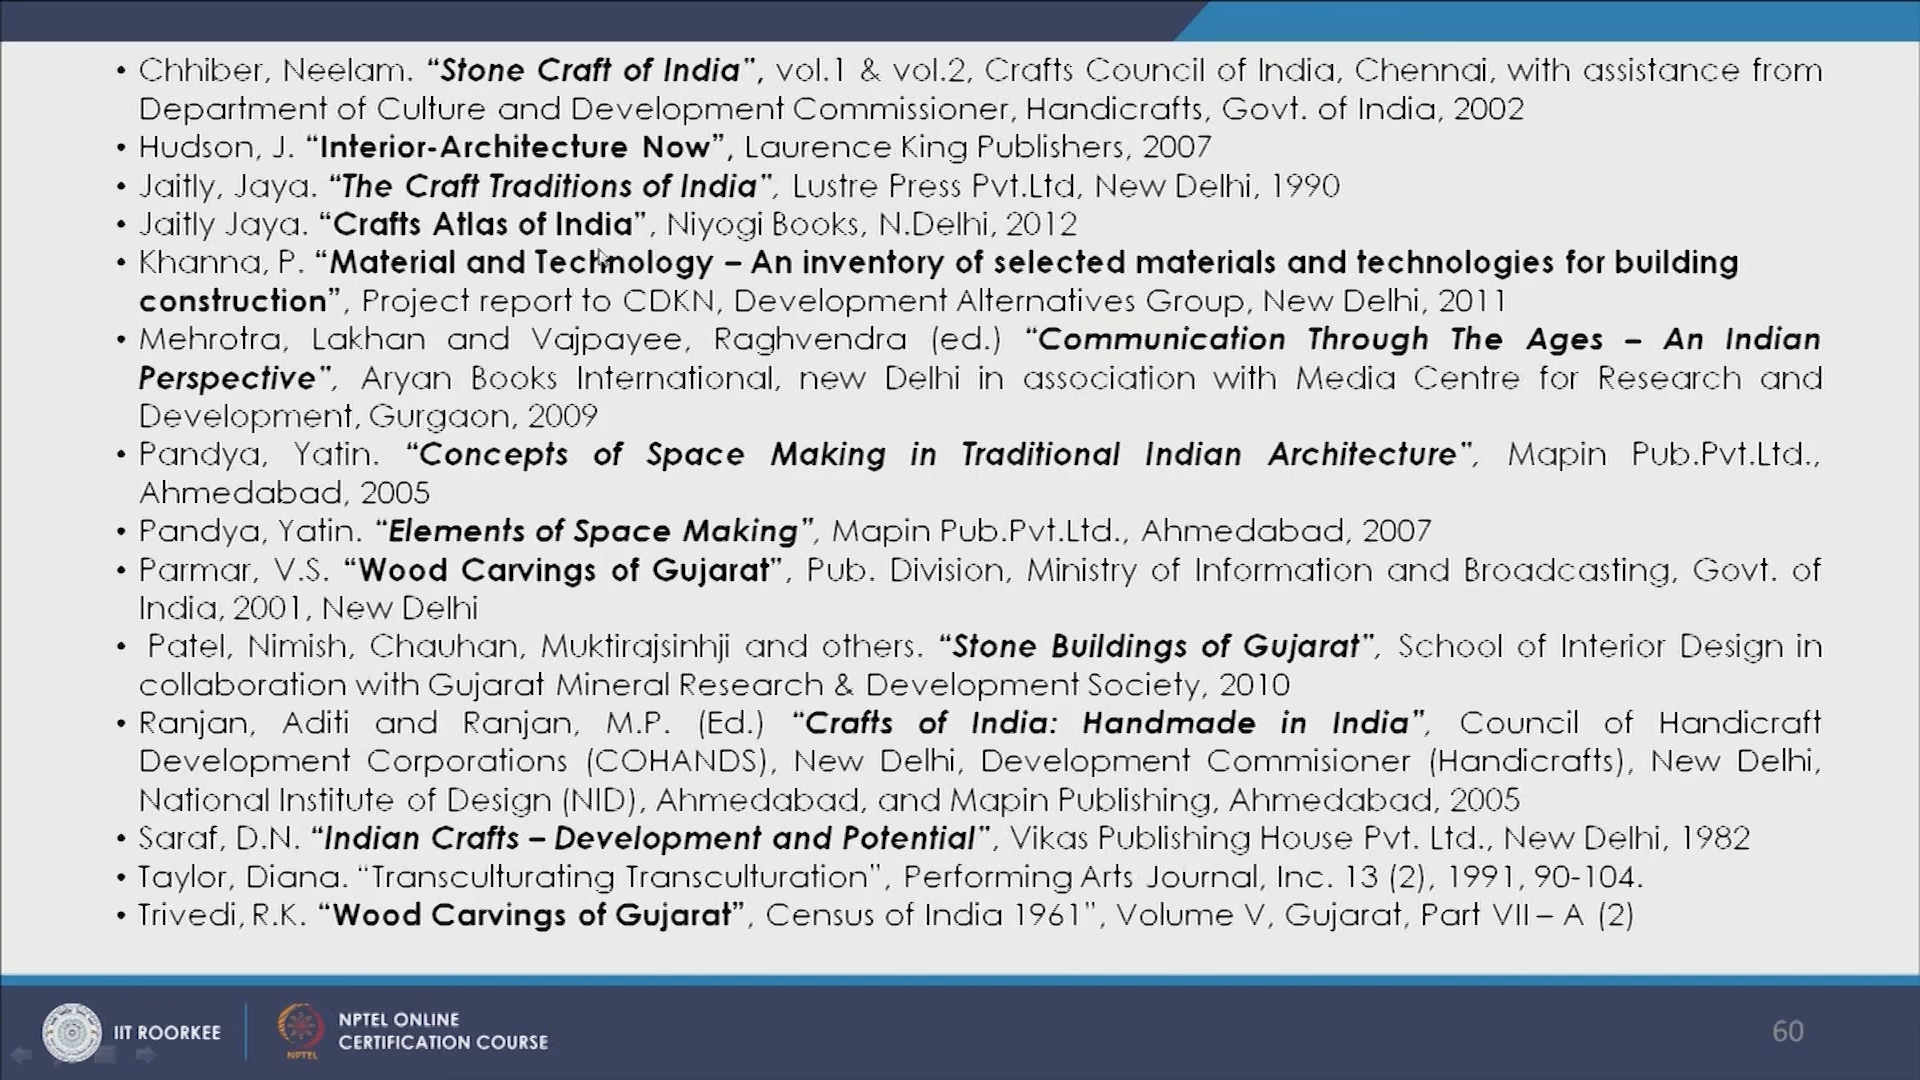 • Chhiber, Neelam. “Stone Craft of India”, vol.1 & vol.2, Crafts Council of India, Chennai, with assistance from
Department of Culture and Development Commissioner, Handicrafts, Govt. of India, 2002
• Hudson, J. “Interior-Architecture Now”, Laurence King Publishers, 2007
• Jaitly, Jaya. “The Craft Traditions of India”, Lustre Press Pvt.Ltd, New Delhi, 1990
• Jaitly Jaya. “Crafts Atlas of India”, Niyogi Books, N.Delhi, 2012
• Khanna, P. “Material and Technology – An inventory of selected materials and technologies for building
construction”, Project report to CDKN, Development Alternatives Group, New Delhi, 2011
• Mehrotra, Lakhan and Vajpayee, Raghvendra (ed.) “Communication Through The Ages – An Indian
Perspective”, Aryan Books International, new Delhi in association with Media Centre for Research and
Development, Gurgaon, 2009
• Pandya, Yatin. “Concepts of Space Making in Traditional Indian Architecture”, Mapin Pub.Pvt.Ltd.,
Ahmedabad, 2005
• Pandya, Yatin. “Elements of Space Making”, Mapin Pub.Pvt.Ltd., Ahmedabad, 2007
• Parmar, V.S. “Wood Carvings of Gujarat”, Pub. Division, Ministry of Information and Broadcasting, Govt. of
India, 2001, New Delhi
• Patel, Nimish, Chauhan, Muktirajsinhji and others. “Stone Buildings of Gujarat”, School of Interior Design in
collaboration with Gujarat Mineral Research & Development Society, 2010
• Ranjan, Aditi and Ranjan, M.P. (Ed.) “Crafts of India: Handmade in India”, Council of Handicraft
Development Corporations (COHANDS), New Delhi, Development Commisioner (Handicrafts), New Delhi,
National Institute of Design (NID), Ahmedabad, and Mapin Publishing, Ahmedabad, 2005
• Saraf, D.N. “Indian Crafts – Development and Potential”, Vikas Publishing House Pvt. Ltd., New Delhi, 1982
• Taylor, Diana. “Transculturating Transculturation”, Performing Arts Journal, Inc. 13 (2), 1991, 90-104.
• Trivedi, R.K. “Wood Carvings of Gujarat”, Census of India 1961”, Volume V, Gujarat, Part VII – A (2)
IIT ROORKEE
NPTEL
NPTEL ONLINE
CERTIFICATION COURSE
60